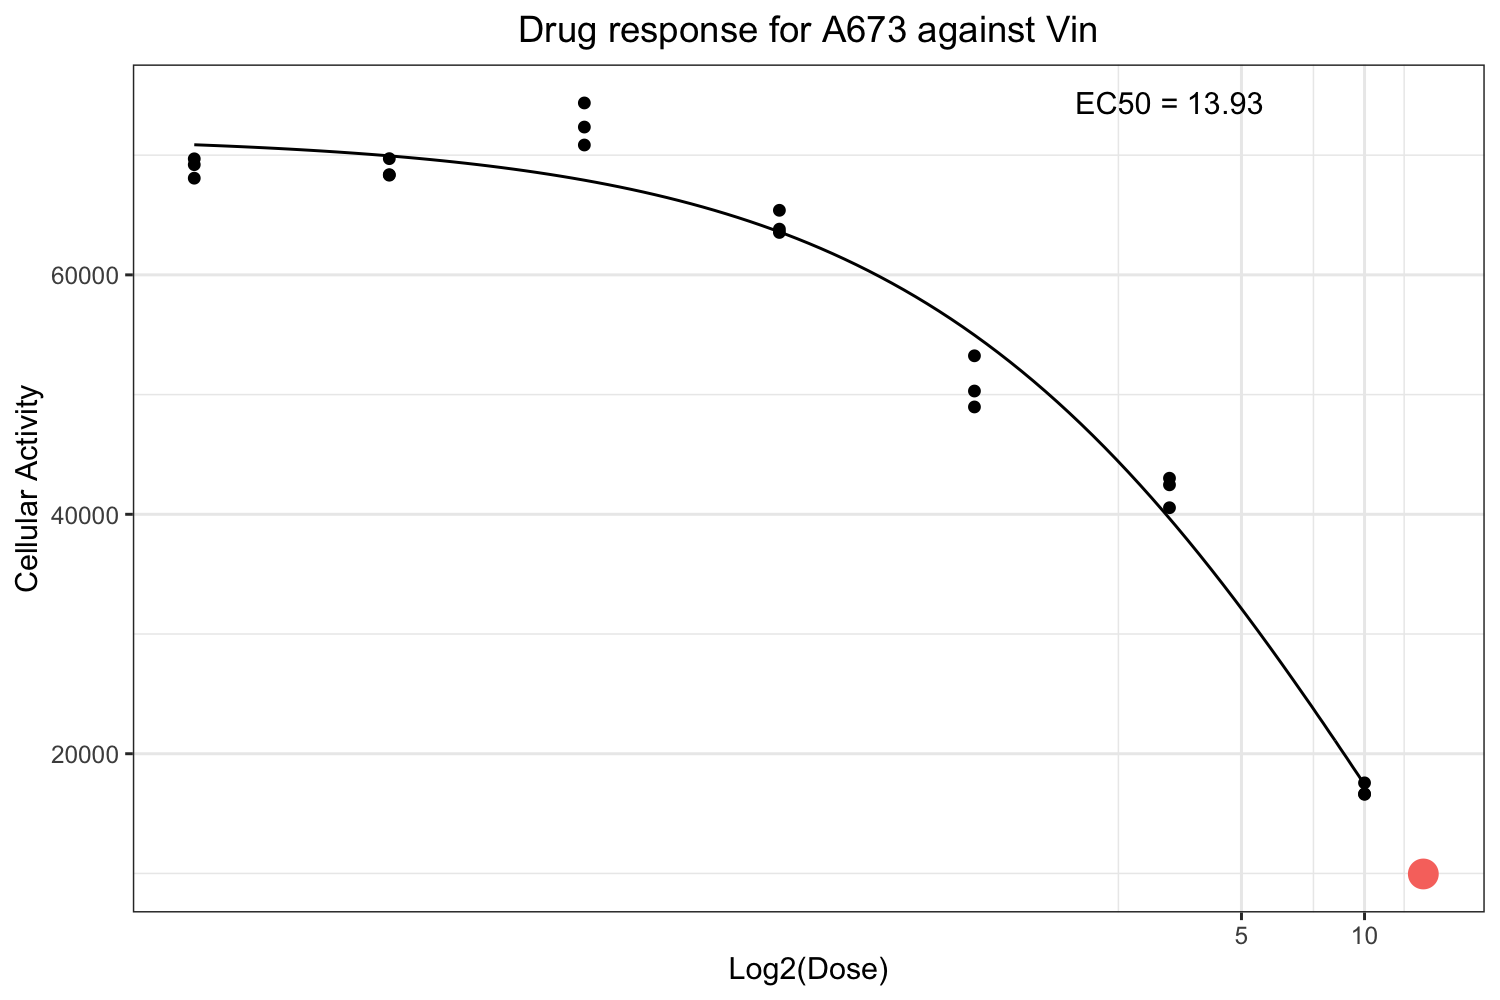 Drug response for A673 against Vin
EC50 = 13.93
60000
40000
20000
Cellular Activity
5
10
Log2(Dose)